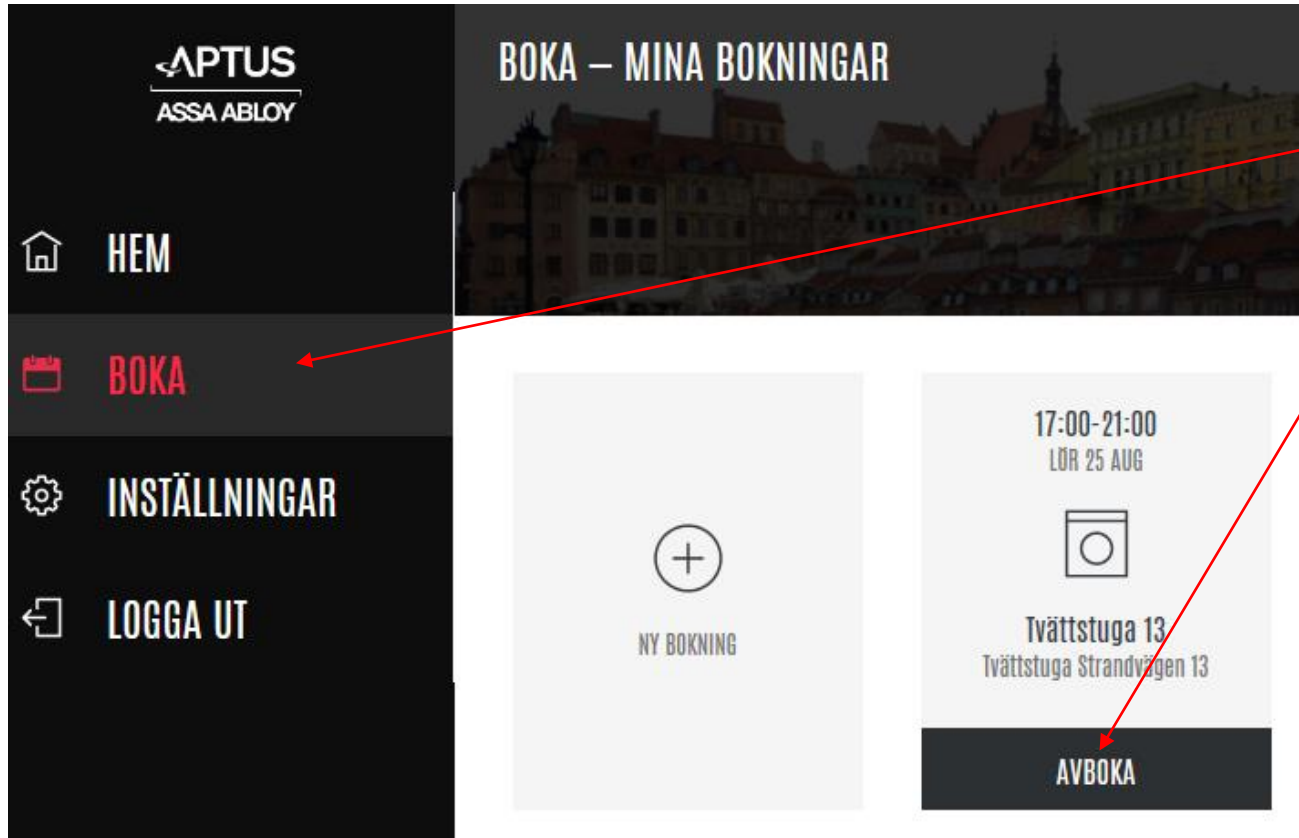 APTUS
ASSA ABLOY
HEM
BOKA
INSTÄLLNINGAR
LOGGA UT
BOKA – MINA BOKNINGAR
NY BOKNING
17:00-21:00
LÖR 25 AUG
Tvättstuga 13
Tvättstuga Strandvägen 13
AVBOKA